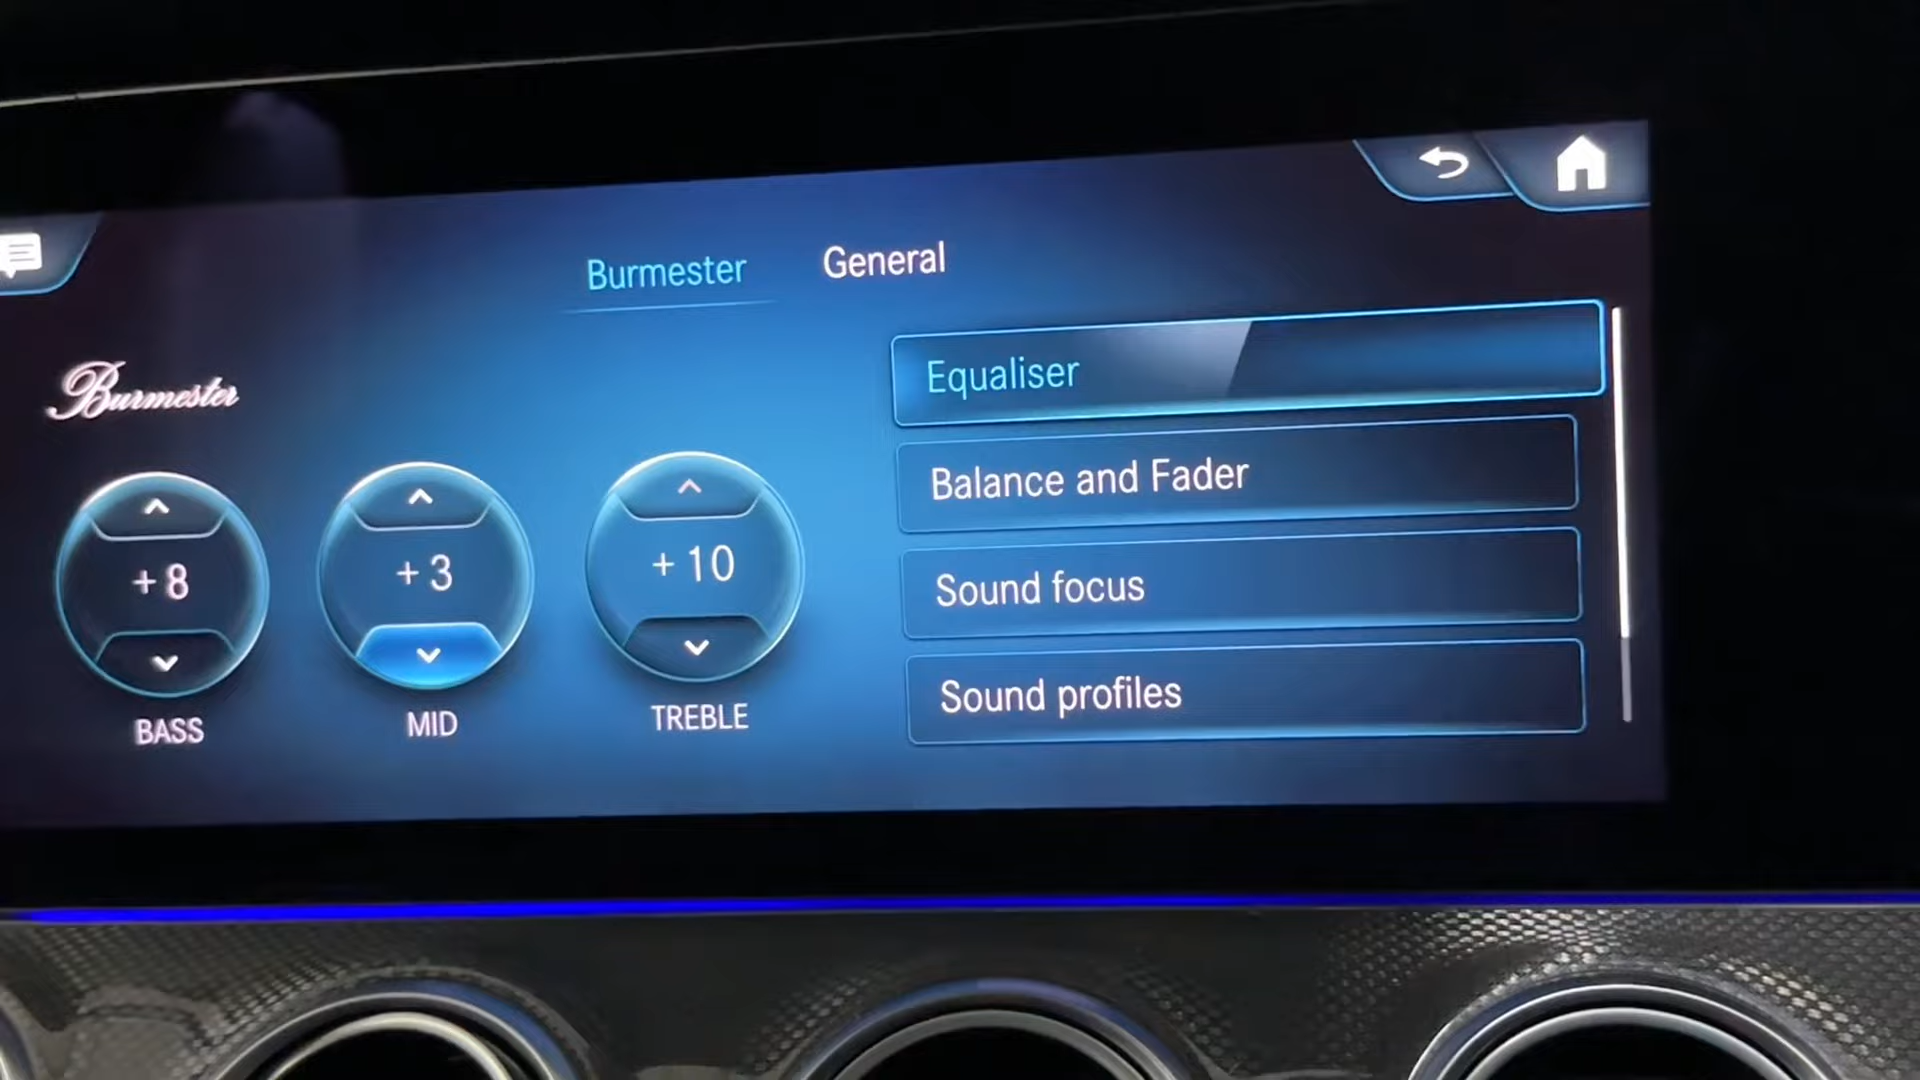 Burmester General
Burmester
Equaliser
Balance and Fader
Sound focus
Sound profiles
+8 +3 +10
BASS MID TREBLE